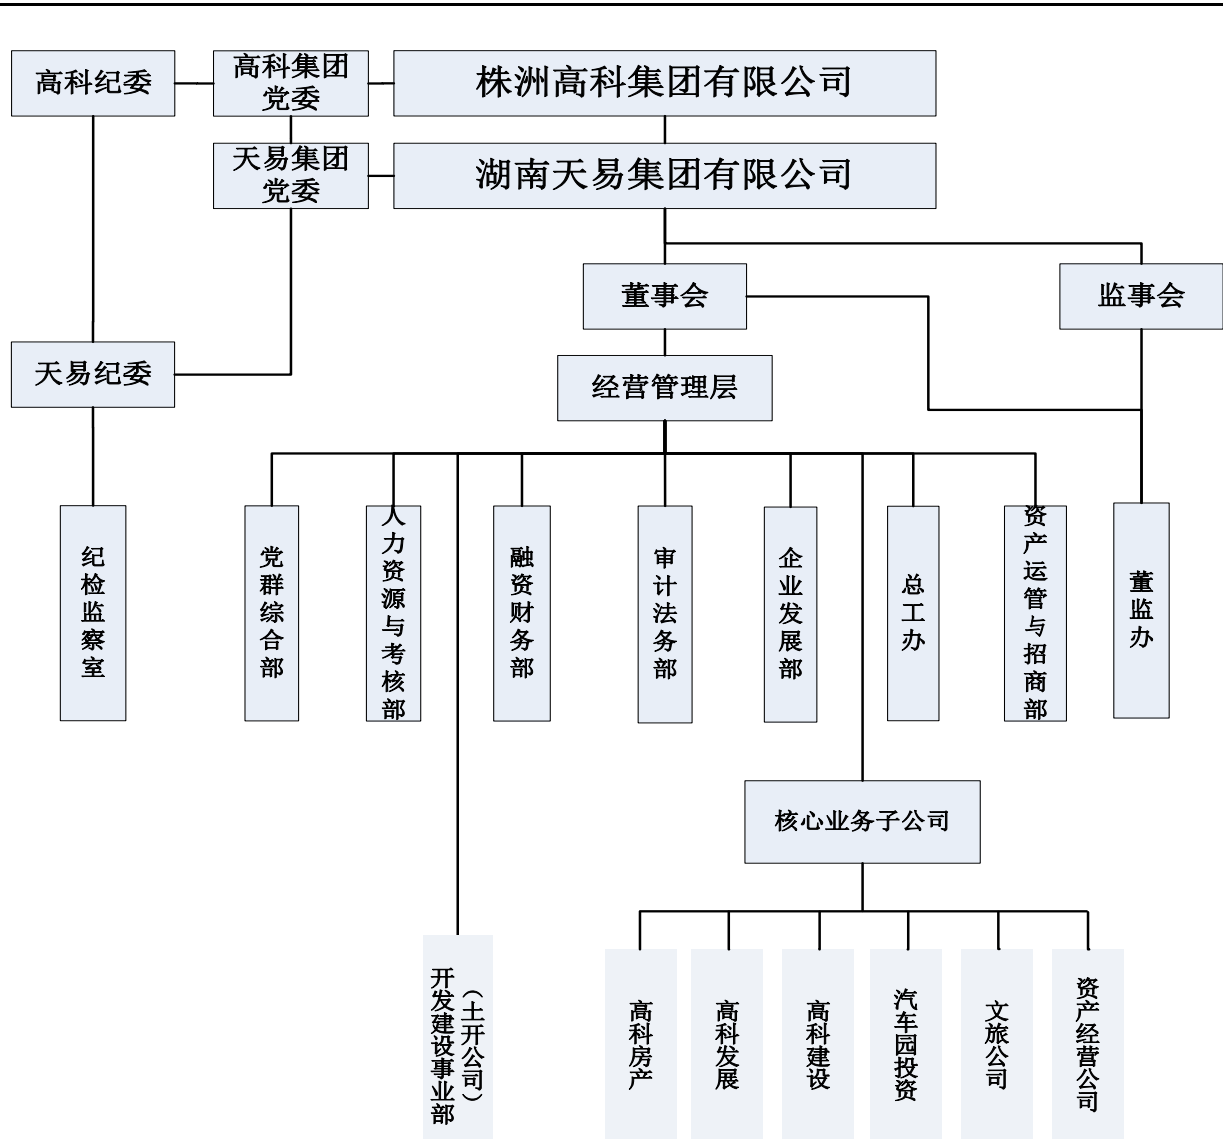 高科纪委
高科集团
党委
株洲高科集团有限公司
天易集团
党委
湖南天易集团有限公司
董事会
监事会
天易纪委
经营管理层
纪检监察室
党群综合部
人力资源与考核部
融资财务部
审计法务部
企业发展部
总工办
资产运管与招商部
董监办
核心业务子公司
开发建设事业部
（土开公司）
高科房产
高科发展
高科建设
汽车园投资
文旅公司
资产经营公司